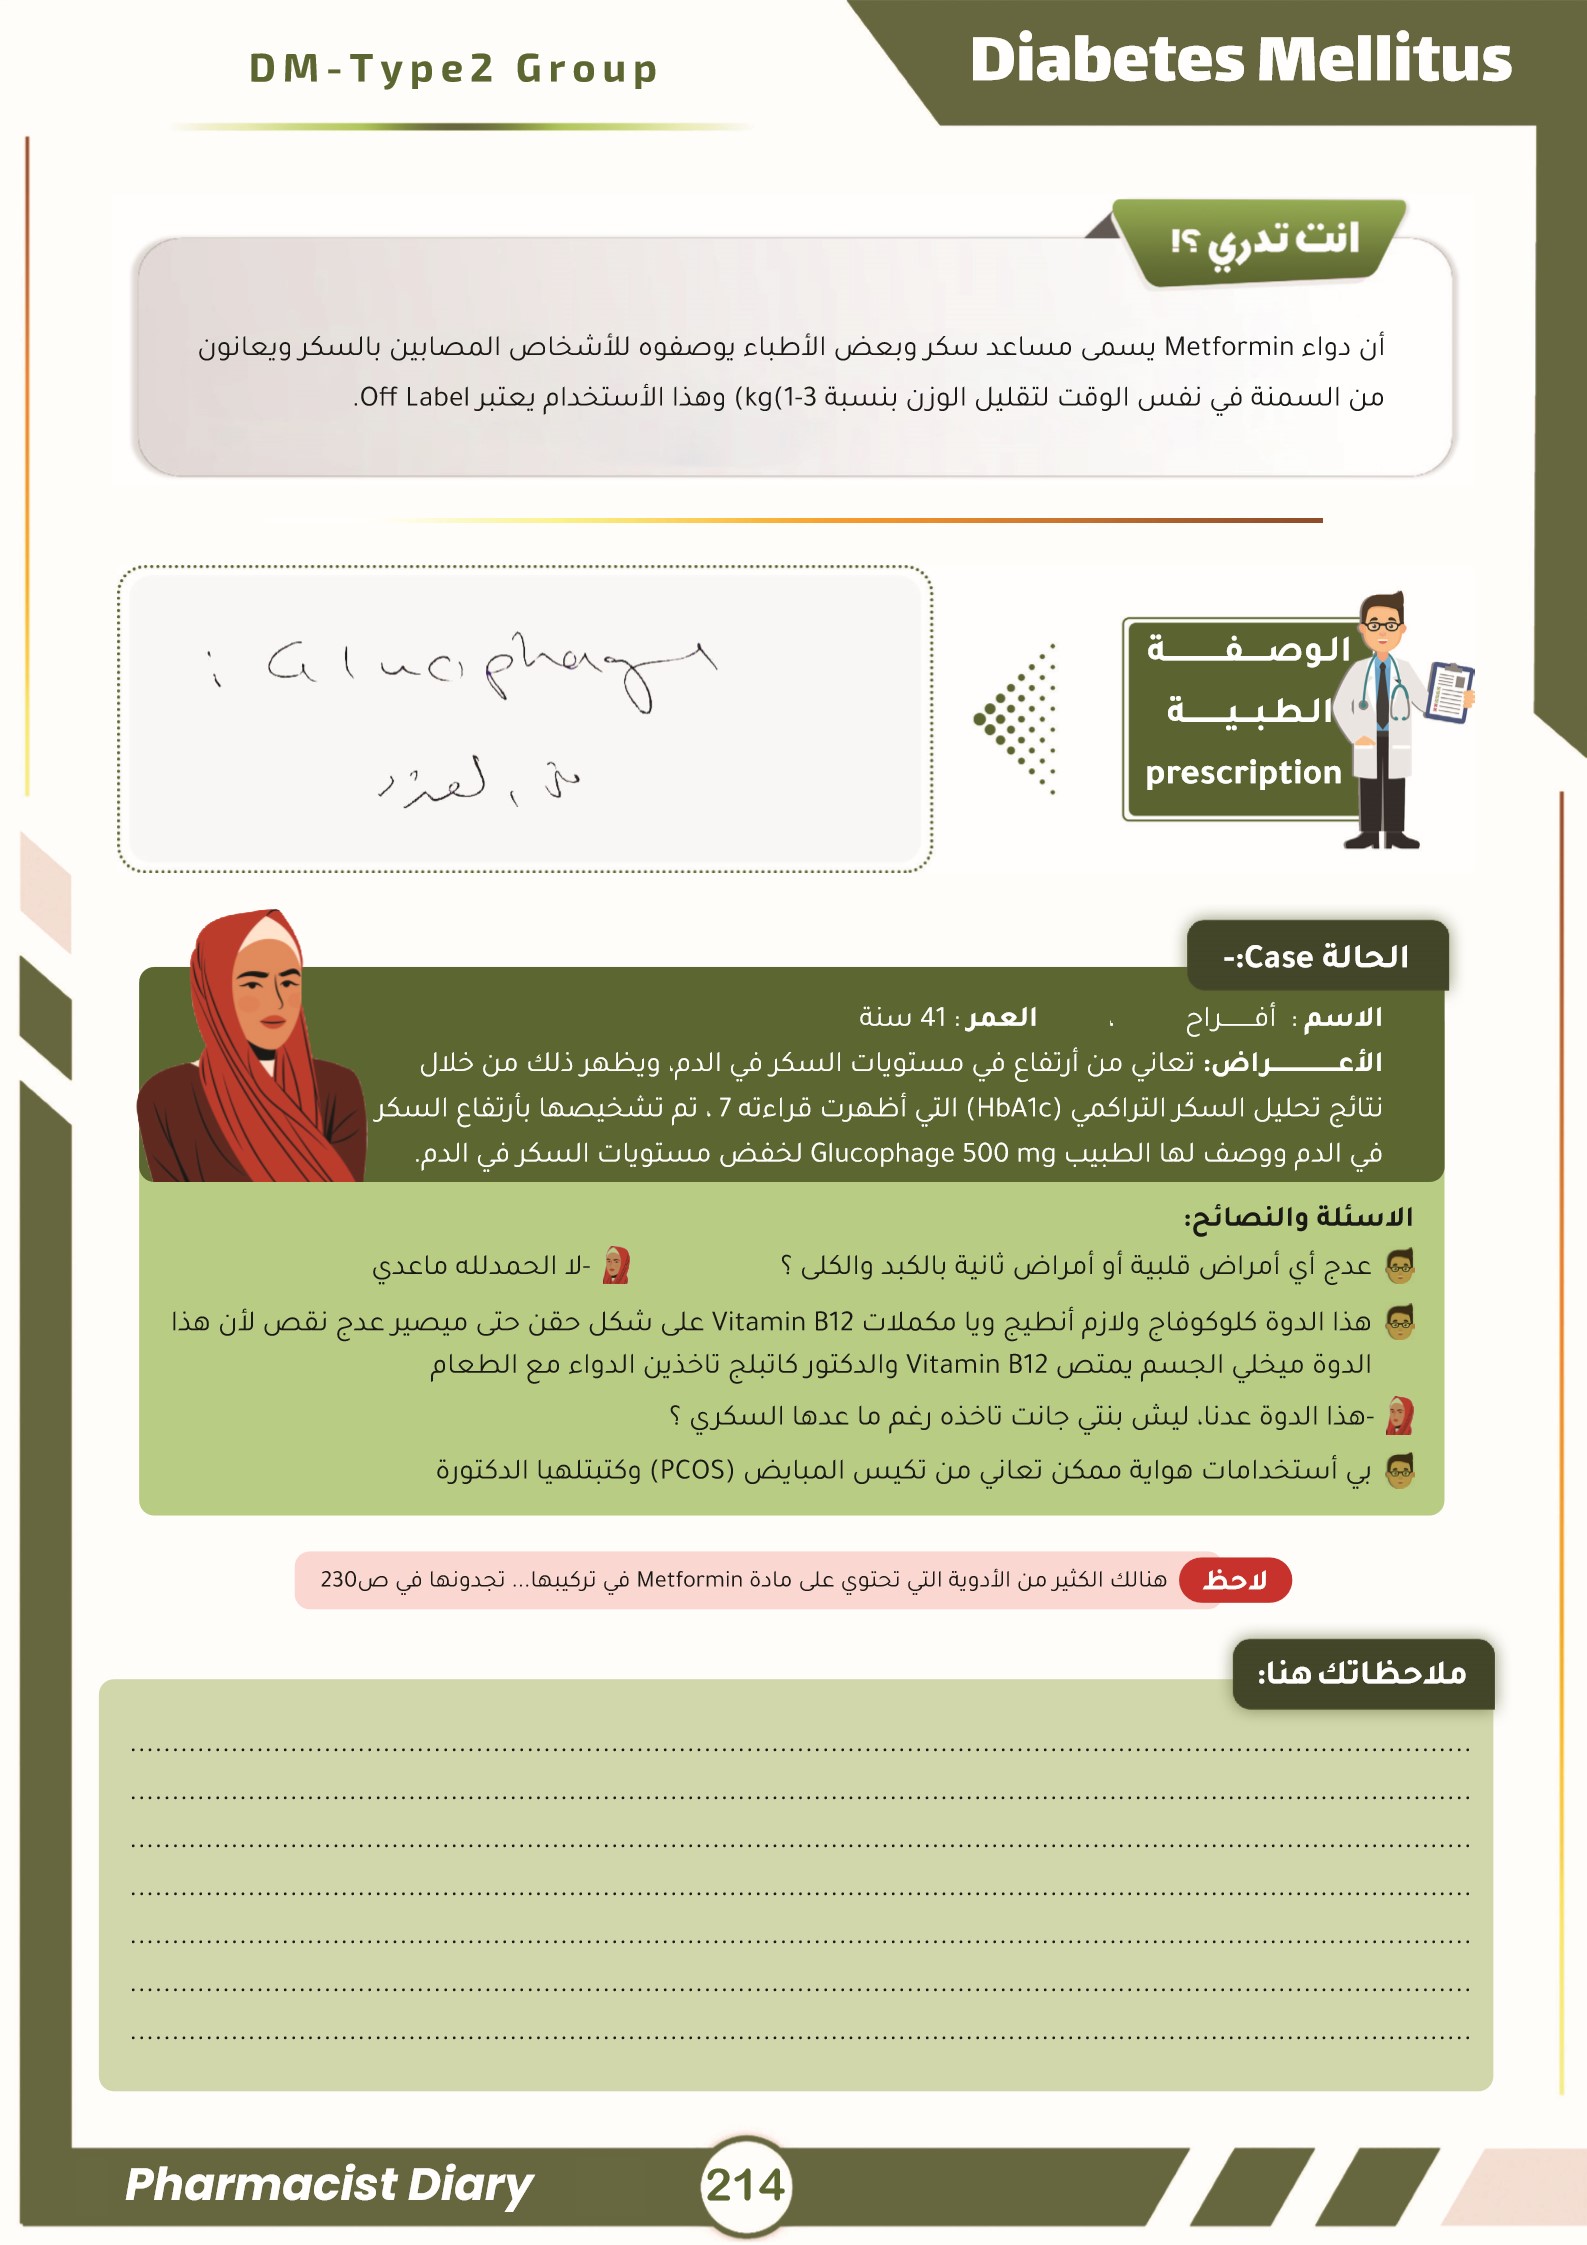 DM-Type2 Group
Diabetes Mellitus
انت تدري ؟!
أن دواء Metformin يسمى مساعد سكر وبعض الأطباء يوصفوه للأشخاص المصابين بالسكر ويعانون
من السمنة في نفس الوقت لتقليل الوزن بنسبة 3-1)kg) وهذا الأستخدام يعتبر Off Label.
الوصفة
الطبية
prescription
: Glucophage
الحالة Case:-
الاسم : أفراح ، العمر : 41 سنة
الأعراض: تعاني من أرتفاع في مستويات السكر في الدم، ويظهر ذلك من خلال
نتائج تحليل السكر التراكمي (HbA1c) التي أظهرت قراءته 7 ، تم تشخيصها بأرتفاع السكر
في الدم ووصف لها الطبيب Glucophage 500 mg لخفض مستويات السكر في الدم.
الاسئلة والنصائح:
عدج أي أمراض قلبية أو أمراض ثانية بالكبد والكلى ؟
-لا الحمدلله ماعدي
هذا الدوة كلوكوفاج ولازم أنطيج ويا مكملات Vitamin B12 على شكل حقن حتى ميصير عدج نقص لأن هذا
الدوة ميخلي الجسم يمتص Vitamin B12 والدكتور كاتبلج تاخذين الدواء مع الطعام
-هذا الدوة عدنا، ليش بنتي جانت تاخذه رغم ما عدها السكري ؟
بي أستخدامات هواية ممكن تعاني من تكيس المبايض (PCOS) وكتبتلهيا الدكتورة
لاحظ
هنالك الكثير من الأدوية التي تحتوي على مادة Metformin في تركيبها... تجدونها في ص230
ملاحظاتك هنا:
Pharmacist Diary
214